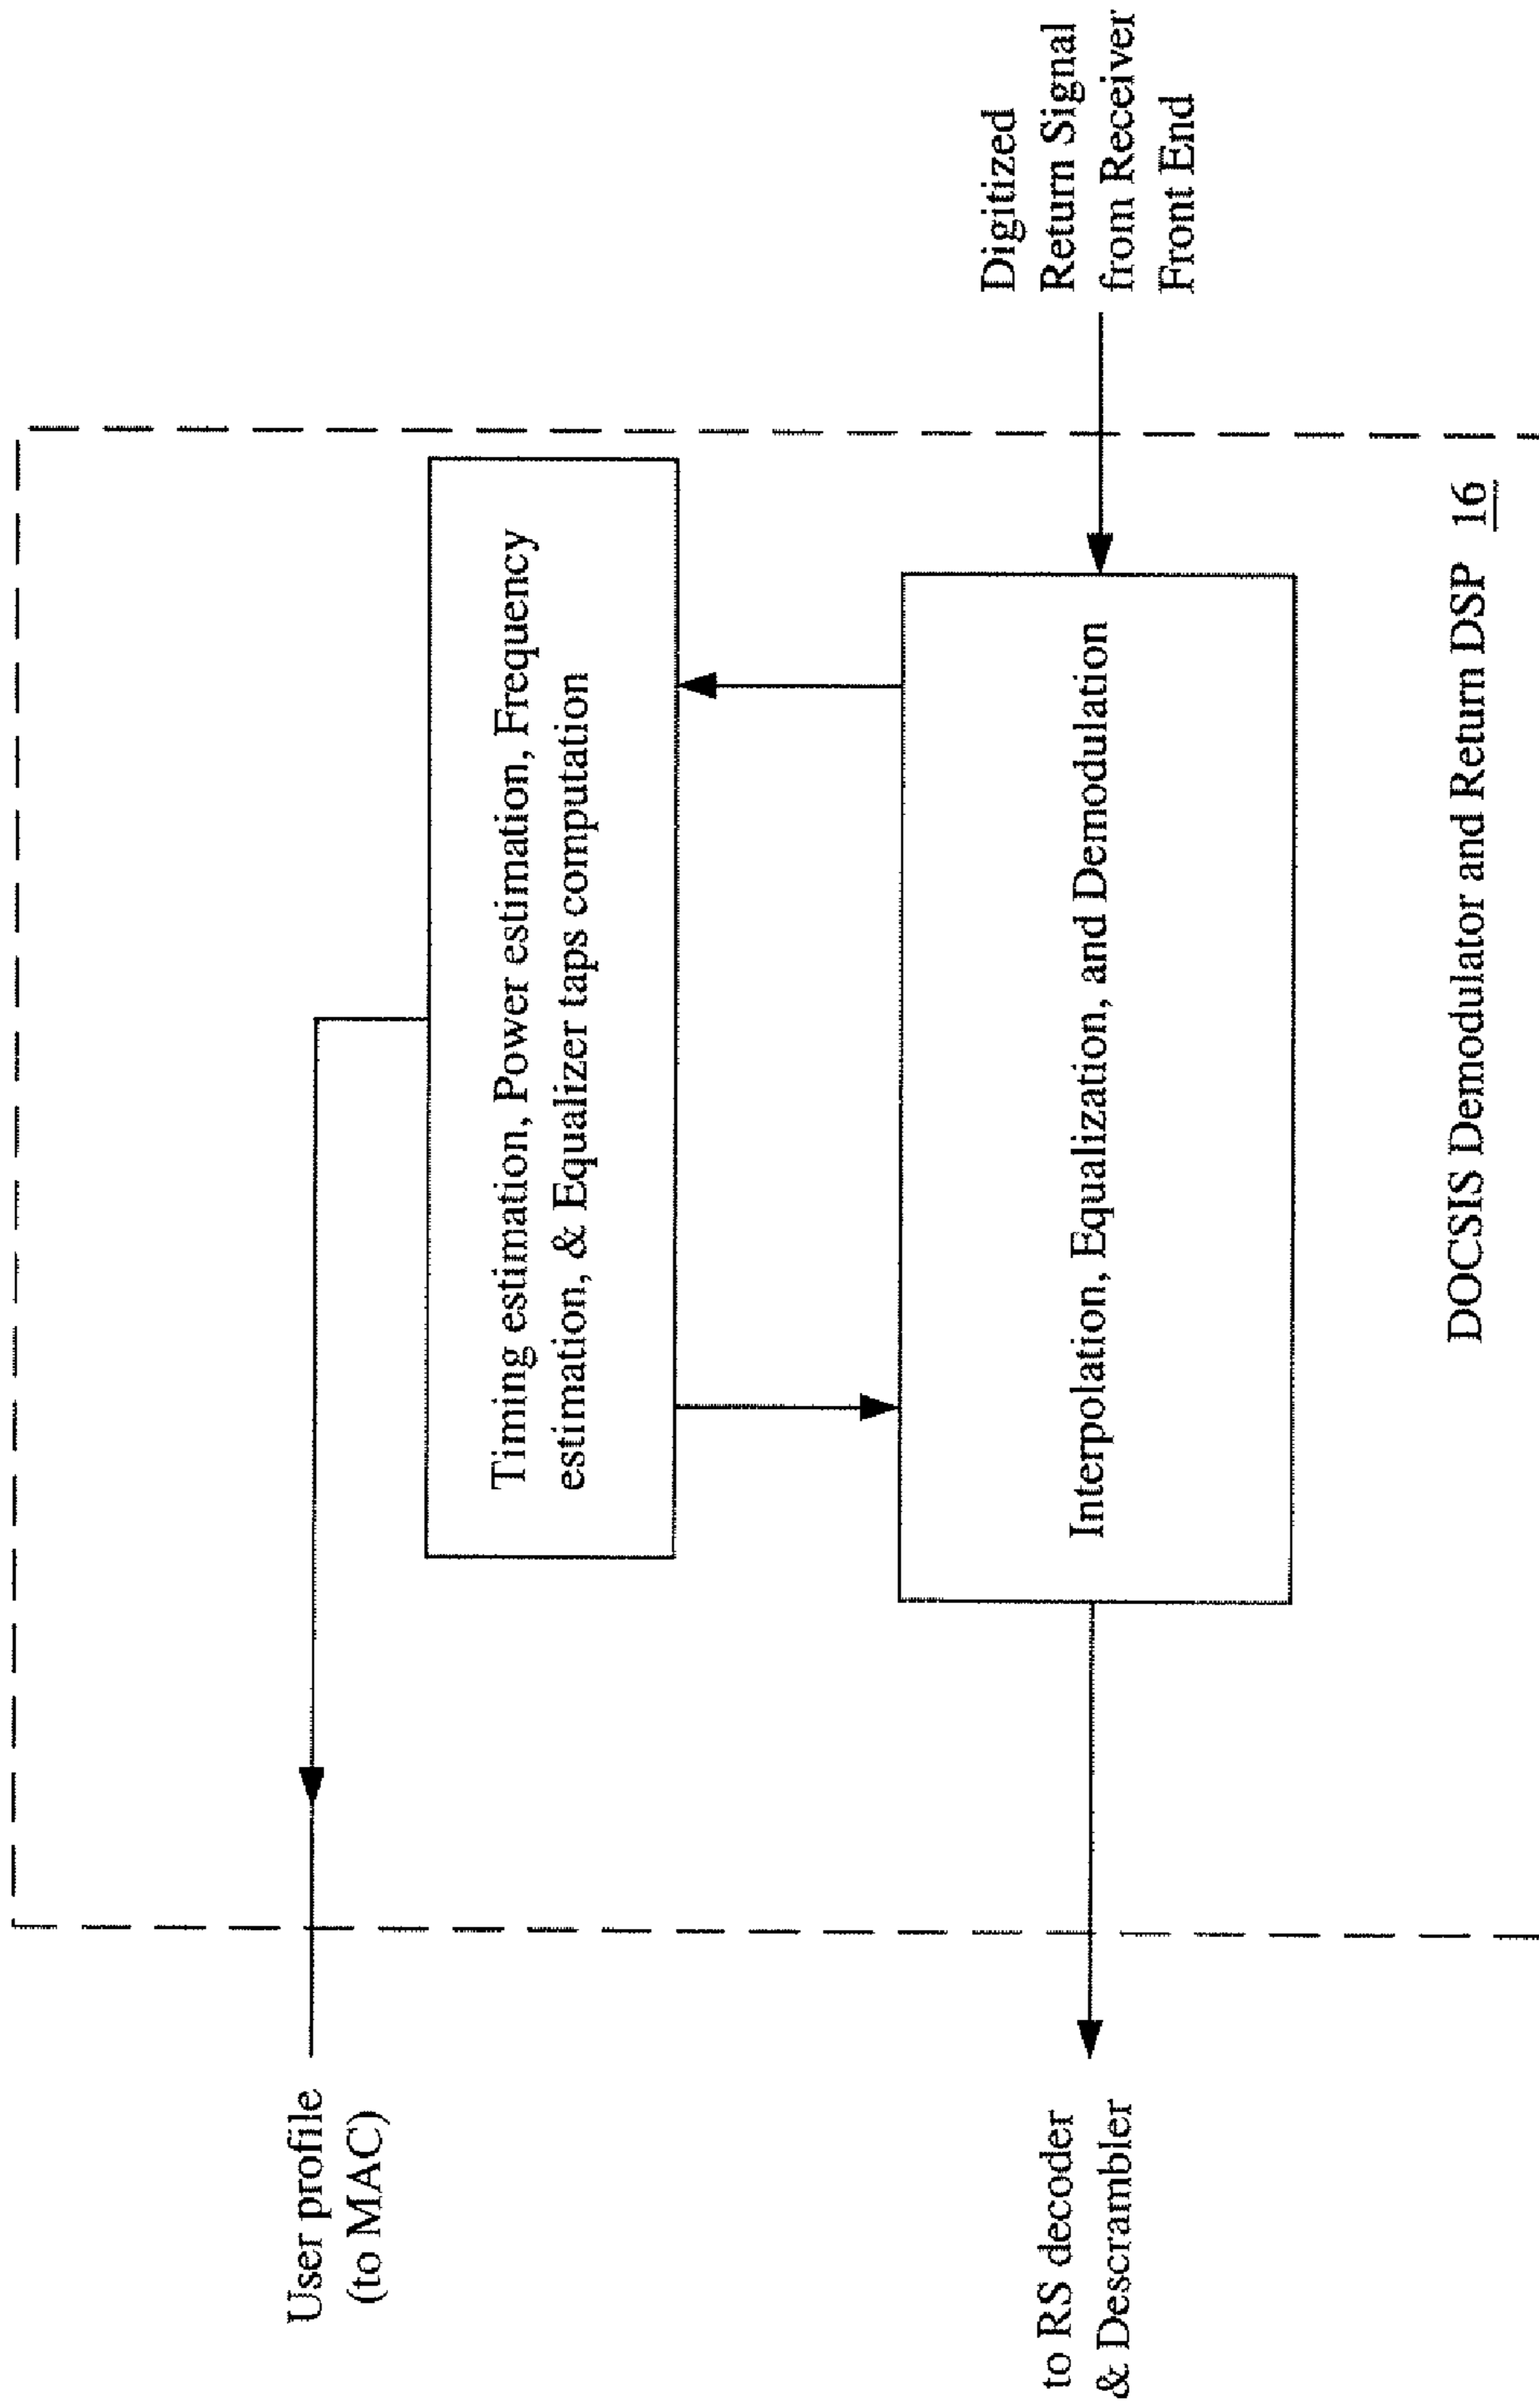 User profile
(to MAC)
Timing estimation, Power estimation, Frequency
estimation, & Equalizer taps computation
Digitized
Return Signal
from Receiver
Front End
Interpolation, Equalization, and Demodulation
to RS decoder
& Descrambler
DOCSIS Demodulator and Return DSP 16